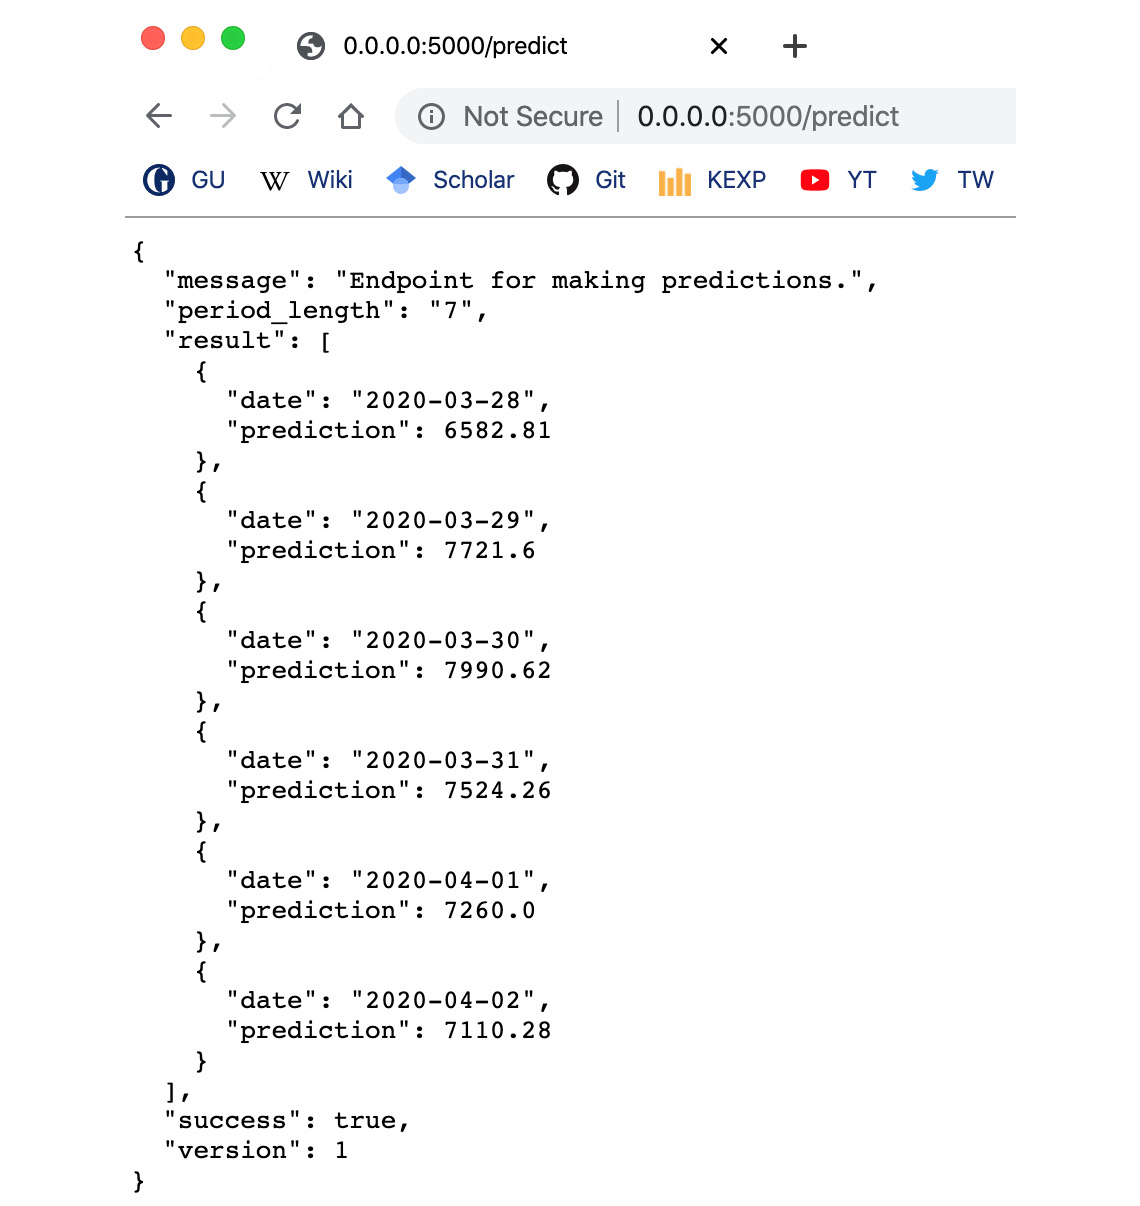 0.0.0.0:5000/predict
Not Secure 0.0.0.0:5000/predict
GU Wiki Scholar Git KEXP YT TW
{
  "message": "Endpoint for making predictions.",
  "period_length": "7",
  "result": [
    {
      "date": "2020-03-28",
      "prediction": 6582.81
    },
    {
      "date": "2020-03-29",
      "prediction": 7721.6
    },
    {
      "date": "2020-03-30",
      "prediction": 7990.62
    },
    {
      "date": "2020-03-31",
      "prediction": 7524.26
    },
    {
      "date": "2020-04-01",
      "prediction": 7260.0
    },
    {
      "date": "2020-04-02",
      "prediction": 7110.28
    }
  ],
  "success": true,
  "version": 1
}